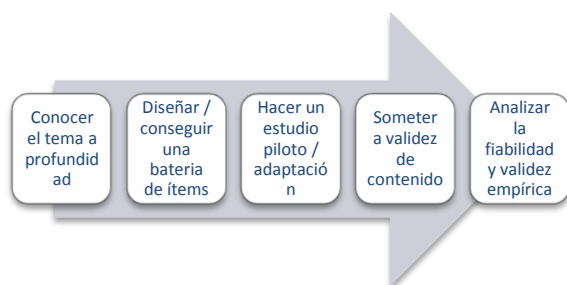 Conocer
el tema a
profundid
ad
Diseñar /
conseguir
una
bateria
de ítems
Hacer un
estudio
piloto /
adaptació
n
Someter
a validez
de
contenido
Analizar
la
fiabilidad
y validez
empírica